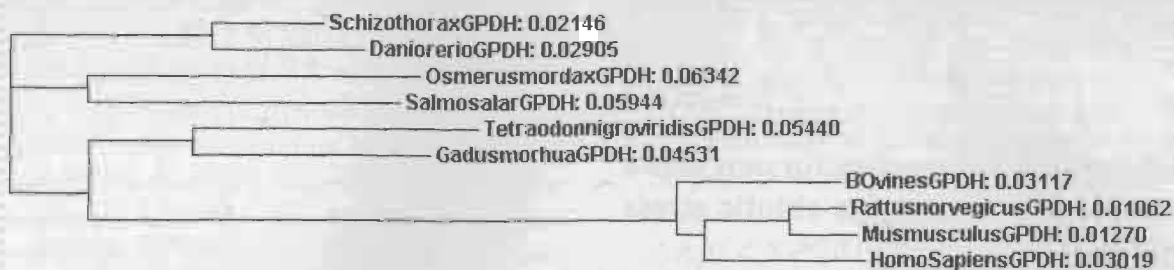 SchizothoraxGPDH: 0.02146
DaniorerioGPDH: 0.02905
OsmerusmordaxGPDH: 0.06342
SalmosalarGPDH: 0.05944
TetraodonnigroviridisGPDH: 0.05440
GadusmorhuaGPDH: 0.04531
BOvinesGPDH: 0.03117
RattusnorvegicusGPDH: 0.01062
MusmusculusGPDH: 0.01270
HomoSapiensGPDH: 0.03019